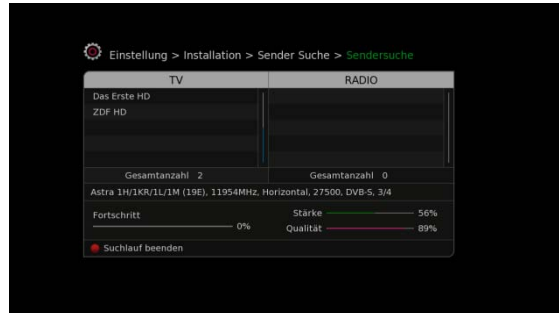 Einstellung > Installation > Sender Suche > Sendersuche
TV RADIO
Das Erste HD
ZDF HD
Gesamtanzahl 2 Gesamtanzahl 0
Astra 1H/1KR/1L/1M (19E), 11954MHz, Horizontal, 27500, DVB-S, 3/4
Fortschritt 0%
Stärke 56%
Qualität 89%
Suchlauf beenden